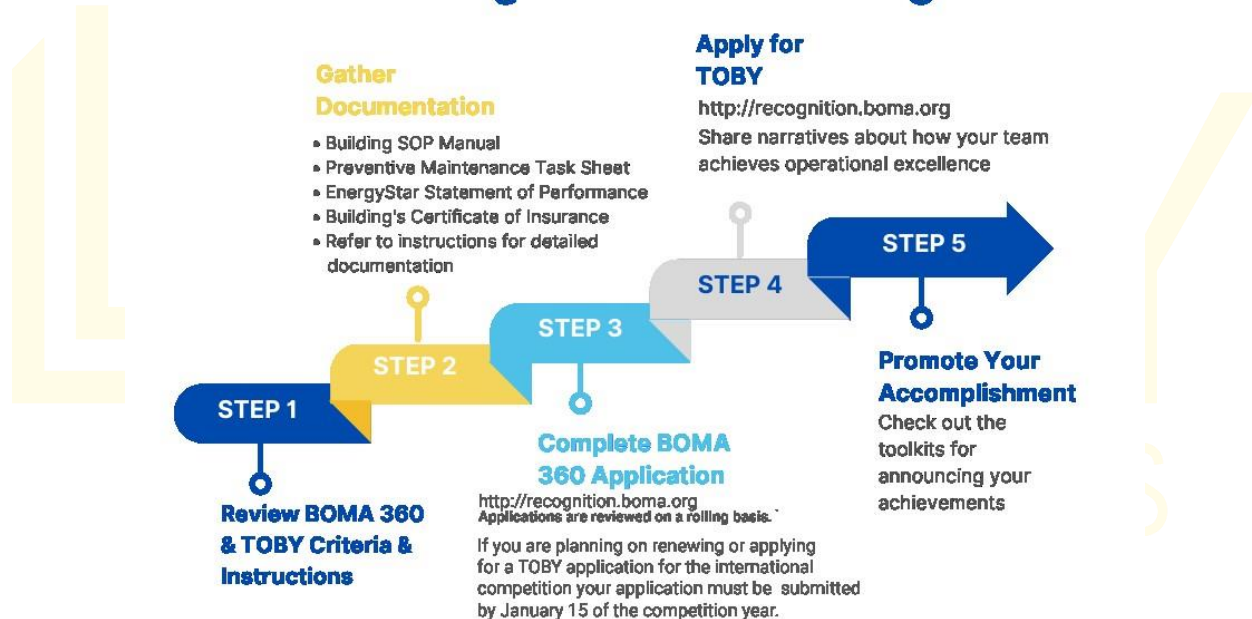 Apply for
TOBY
http://recognition.boma.org
Share narratives about how your team
achieves operational excellence
Gather
Documentation
• Building SOP Manual
• Preventive Maintenance Task Sheet
• EnergyStar Statement of Performance
• Building's Certificate of Insurance
• Refer to instructions for detailed
documentation
STEP 5
STEP 4
STEP 3
STEP 2
STEP 1
Promote Your
Accomplishment
Check out the
toolkits for
announcing your
achievements
Complete BOMA
360 Application
http://recognition.boma.org
Applications are reviewed on a rolling basis.
If you are planning on renewing or applying
for a TOBY application for the international
competition your application must be submitted
by January 15 of the competition year.
Review BOMA 360
& TOBY Criteria &
Instructions